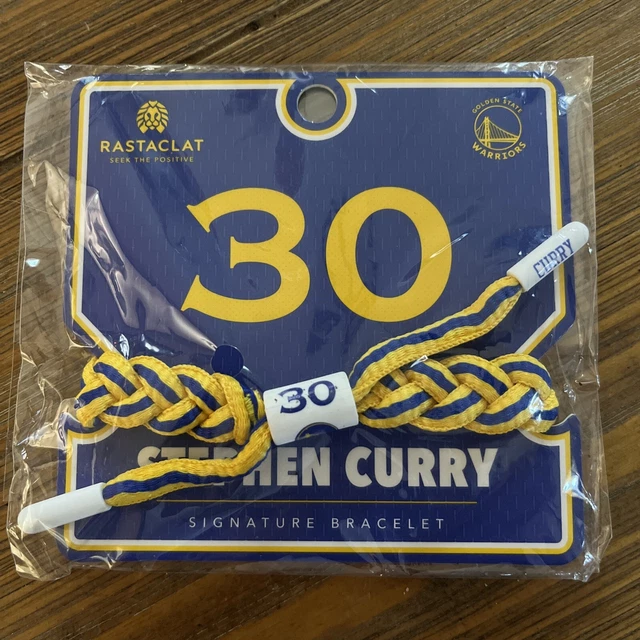 RASTACLAT
SEEK THE POSITIVE
GOLDEN STATE
WARRIORS
30
CURRY
30
STEPHEN CURRY
SIGNATURE BRACELET